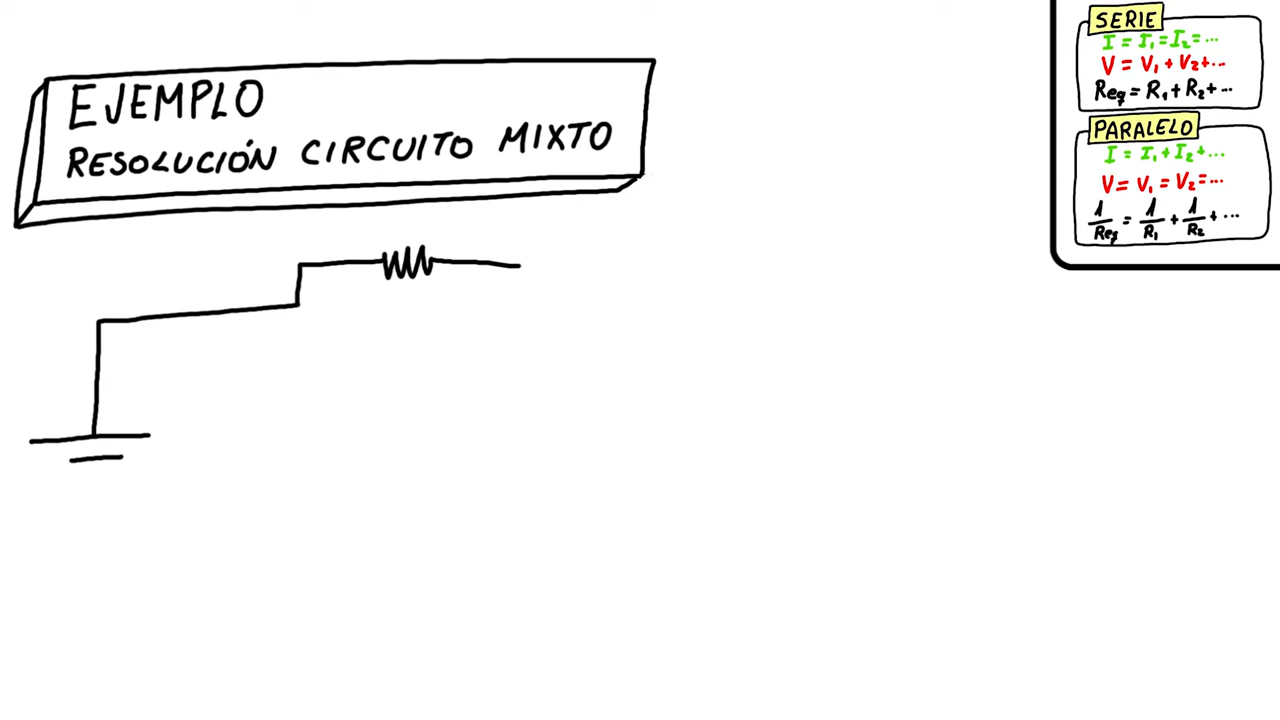 EJEMPLO
RESOLUCIÓN CIRCUITO MIXTO
SERIE
I = I₁ = I₂ = ...
V = V₁ + V₂ + ...
Req = R₁ + R₂ + ...
PARALELO
I = I₁ + I₂ + ...
V = V₁ = V₂ = ...
1/Req = 1/R₁ + 1/R₂ + ...